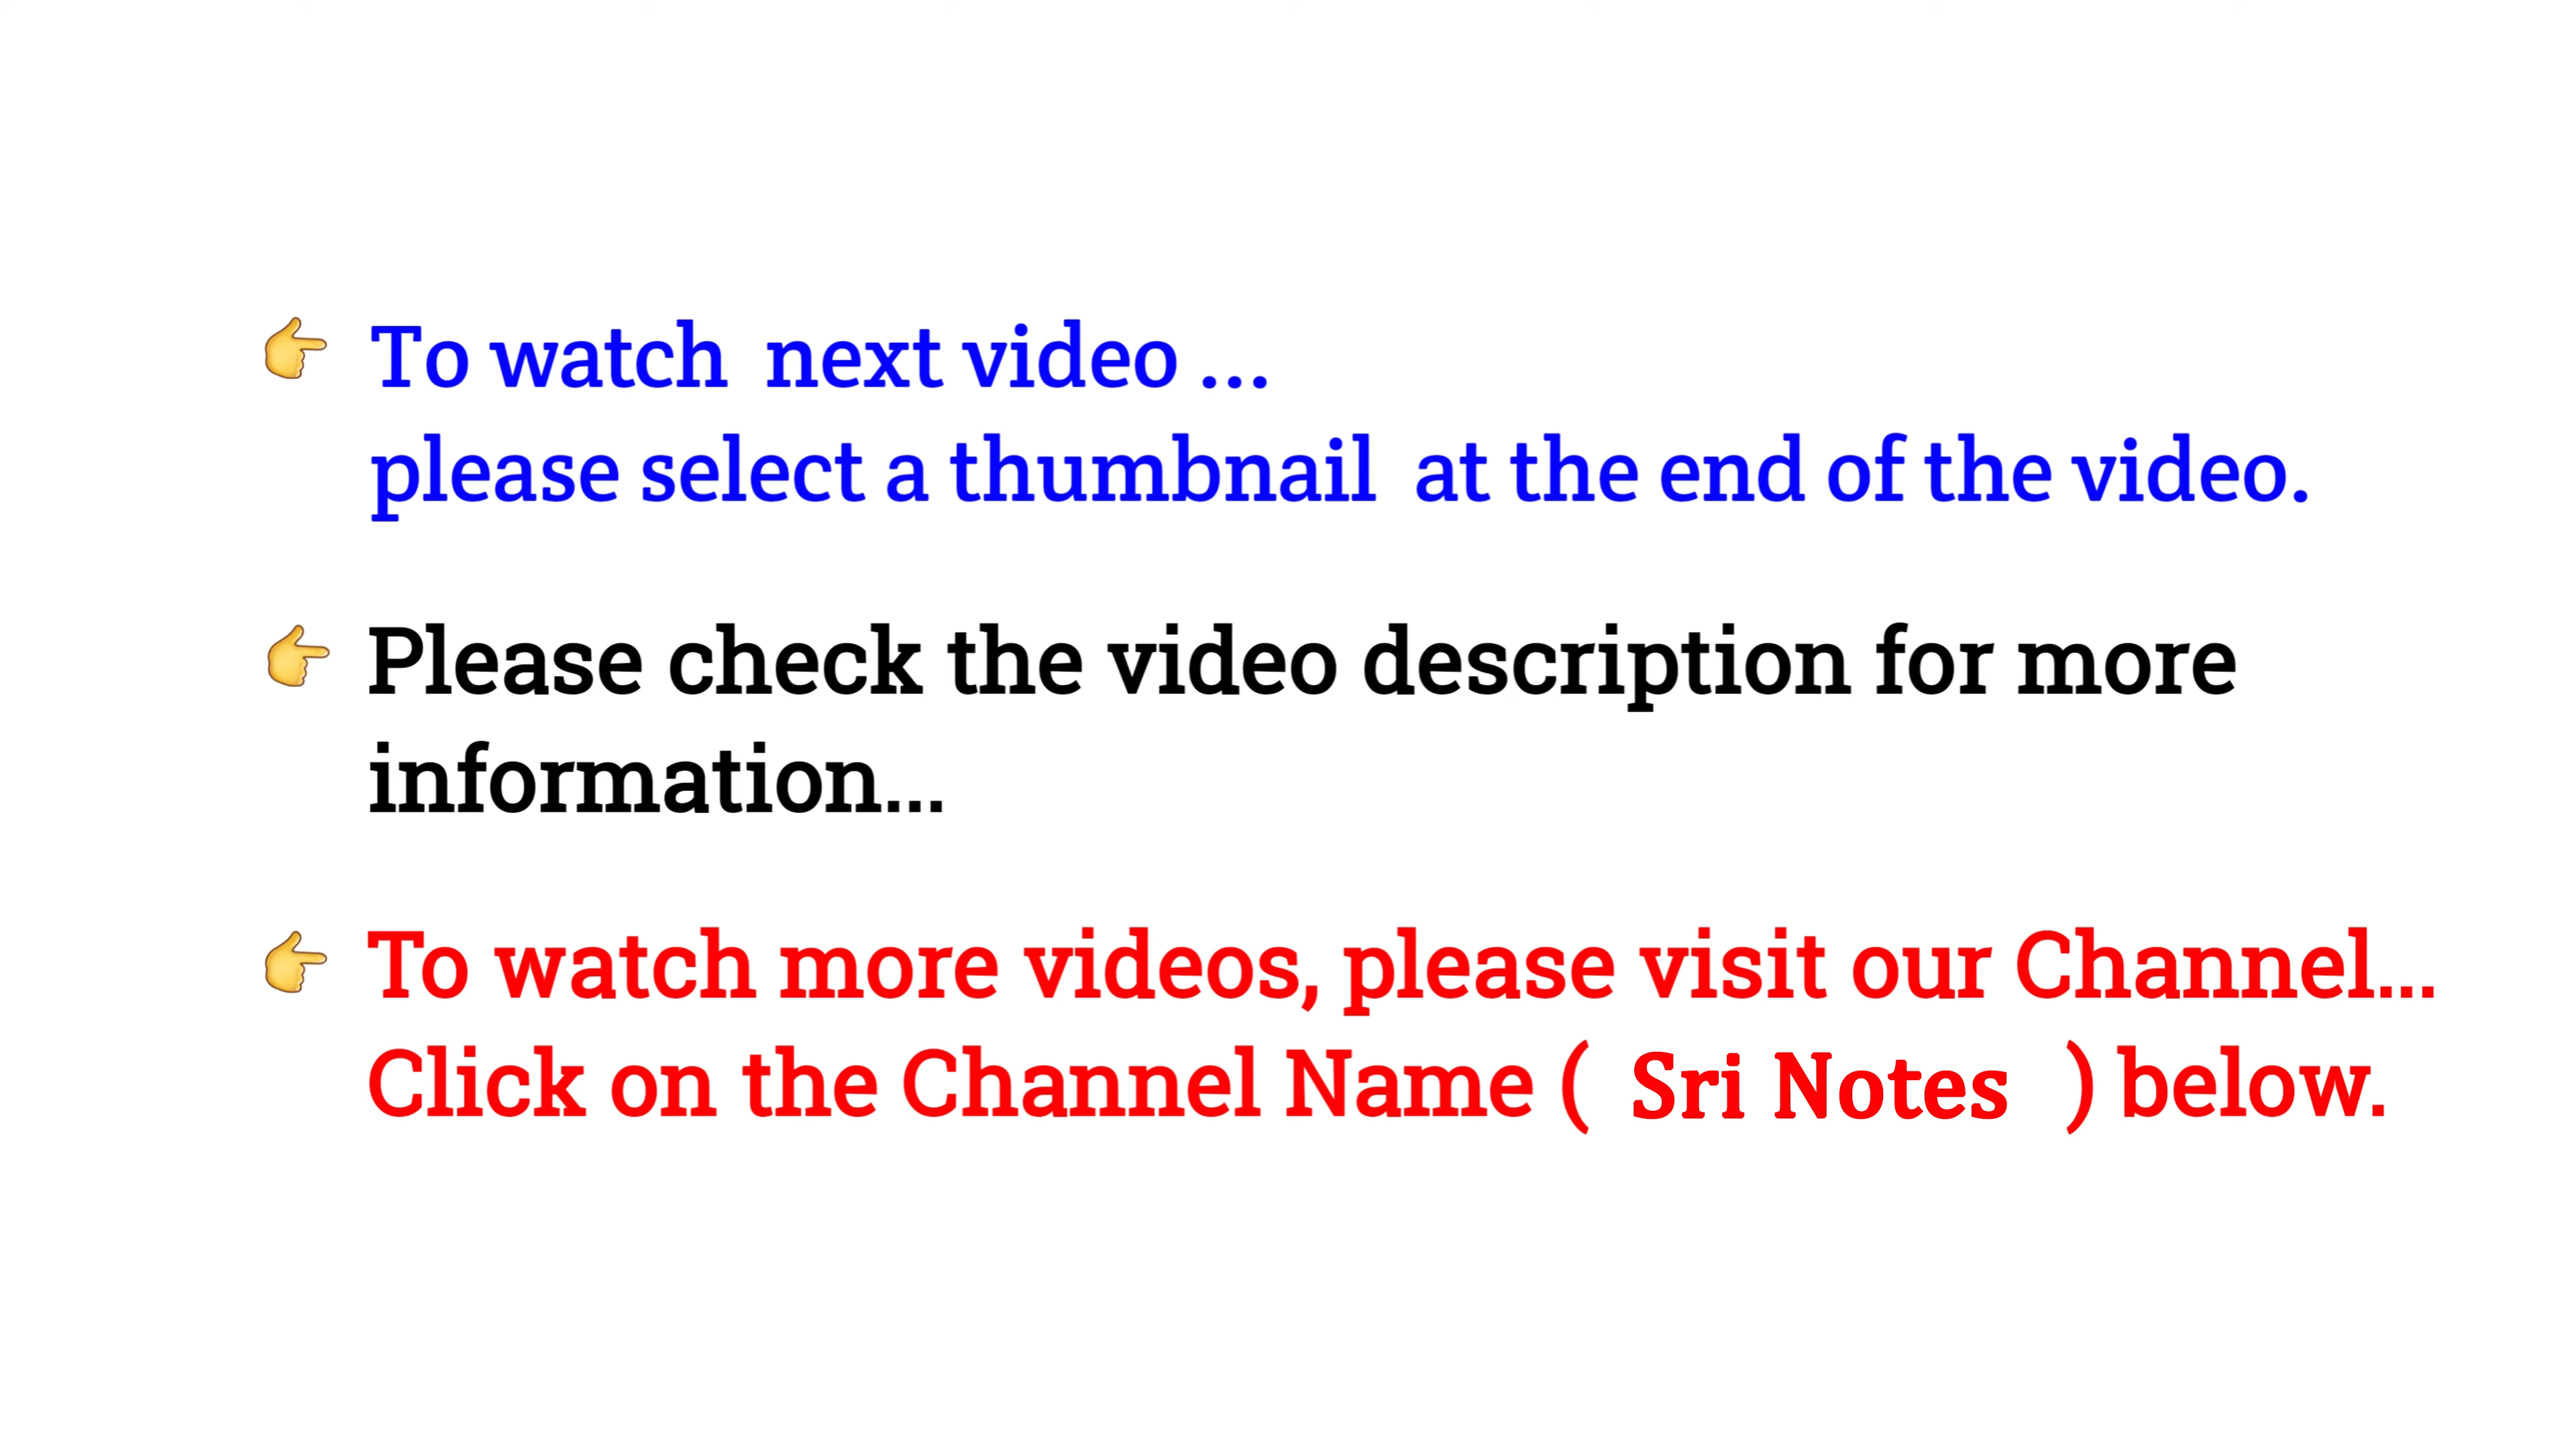 👉 To watch next video ...
please select a thumbnail at the end of the video.
👉 Please check the video description for more
information...
👉 To watch more videos, please visit our Channel...
Click on the Channel Name ( Sri Notes ) below.